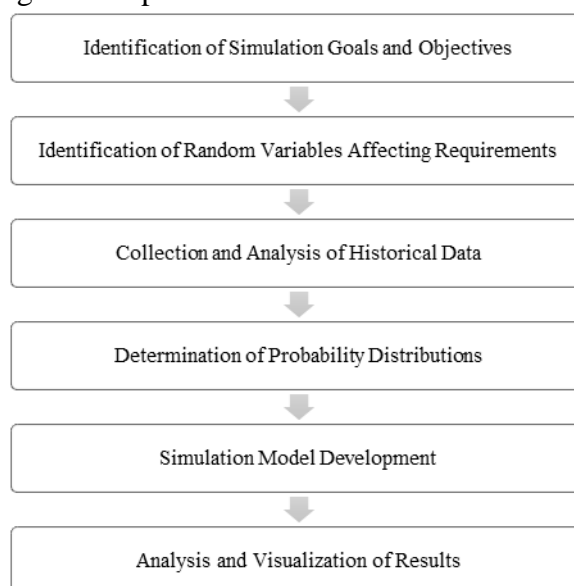 Identification of Simulation Goals and Objectives
Identification of Random Variables Affecting Requirements
Collection and Analysis of Historical Data
Determination of Probability Distributions
Simulation Model Development
Analysis and Visualization of Results